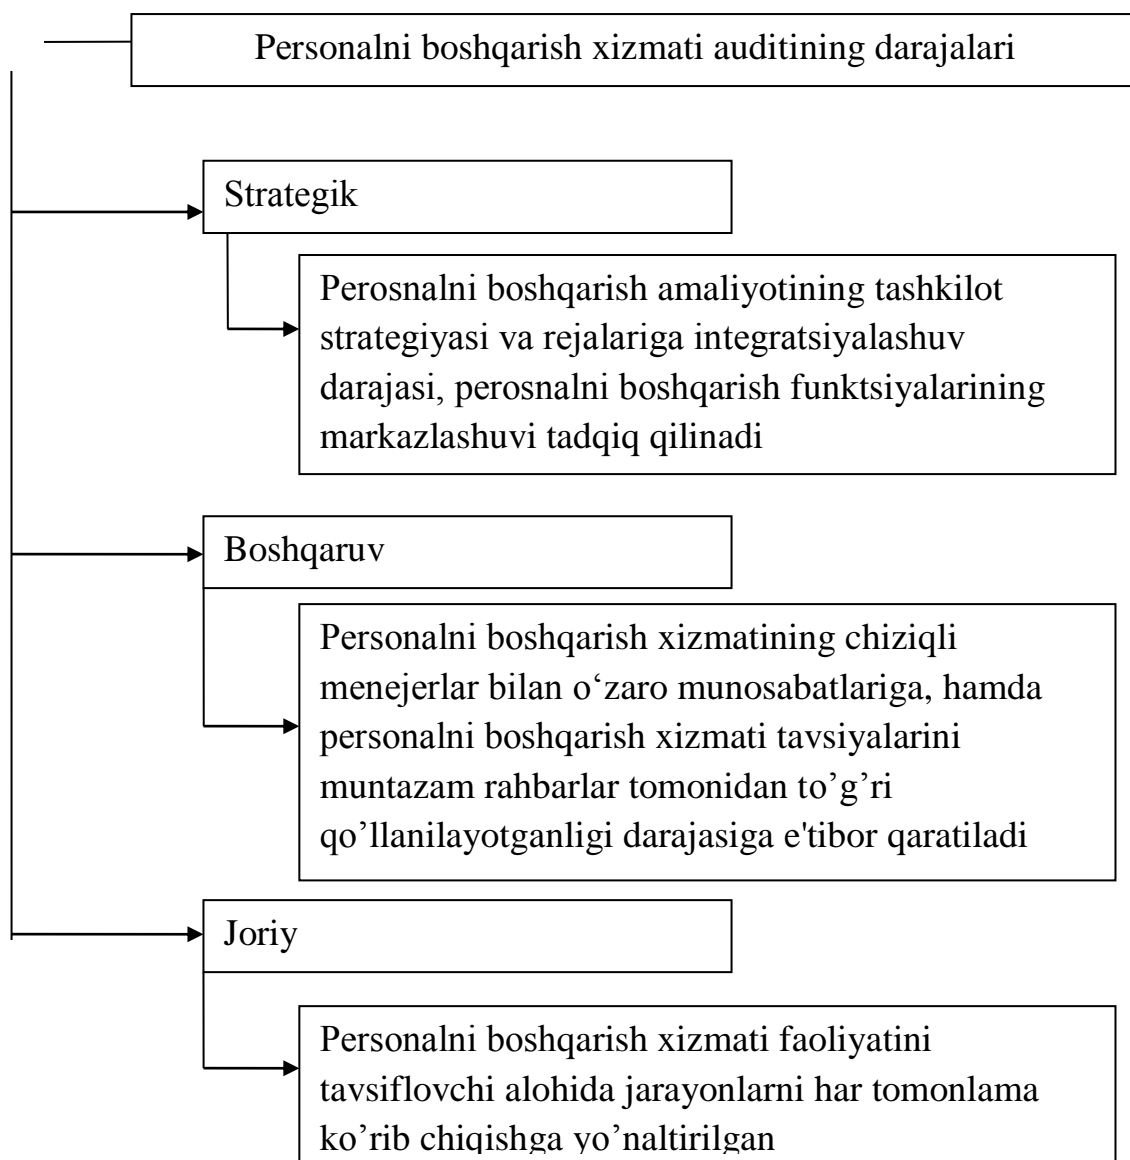 Personalni boshqarish xizmati auditining darajalari
Strategik
Perosnalni boshqarish amaliyotining tashkilot
strategiyasi va rejalariga integratsiyalashuv
darajasi, perosnalni boshqarish funktsiyalarining
markazlashuvi tadqiq qilinadi
Boshqaruv
Personalni boshqarish xizmatining chiziqli
menejerlar bilan o‘zaro munosabatlariga, hamda
personalni boshqarish xizmati tavsiyalarini
muntazam rahbarlar tomonidan to’g’ri
qo’llanilayotganligi darajasiga e'tibor qaratiladi
Joriy
Personalni boshqarish xizmati faoliyatini
tavsiflovchi alohida jarayonlarni har tomonlama
ko’rib chiqishga yo’naltirilgan